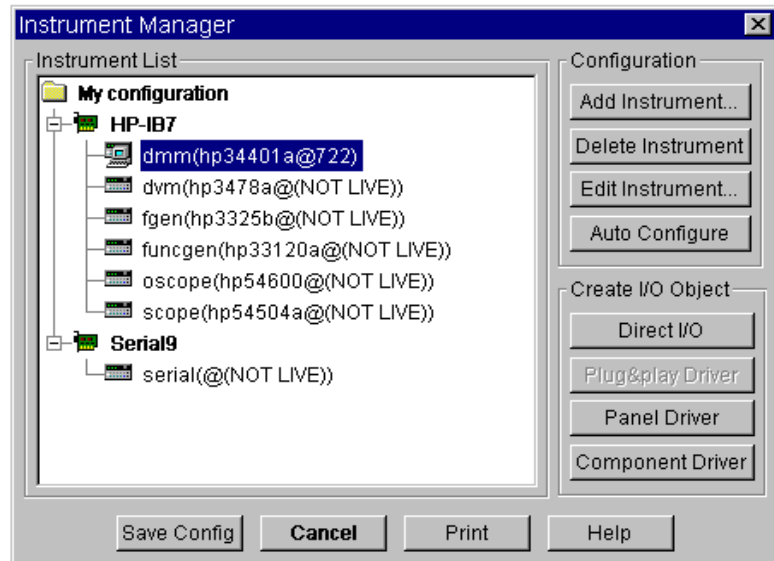 Instrument Manager
Instrument List
My configuration
HP-IB7
dmm(hp34401a@722)
dvm(hp3478a@(NOT LIVE))
fgen(hp3325b@(NOT LIVE))
funcgen(hp33120a@(NOT LIVE))
oscope(hp54600@(NOT LIVE))
scope(hp54504a@(NOT LIVE))
Serial9
serial(@(NOT LIVE))
Configuration
Add Instrument...
Delete Instrument
Edit Instrument...
Auto Configure
Create I/O Object
Direct I/O
Plug&play Driver
Panel Driver
Component Driver
Save Config
Cancel
Print
Help